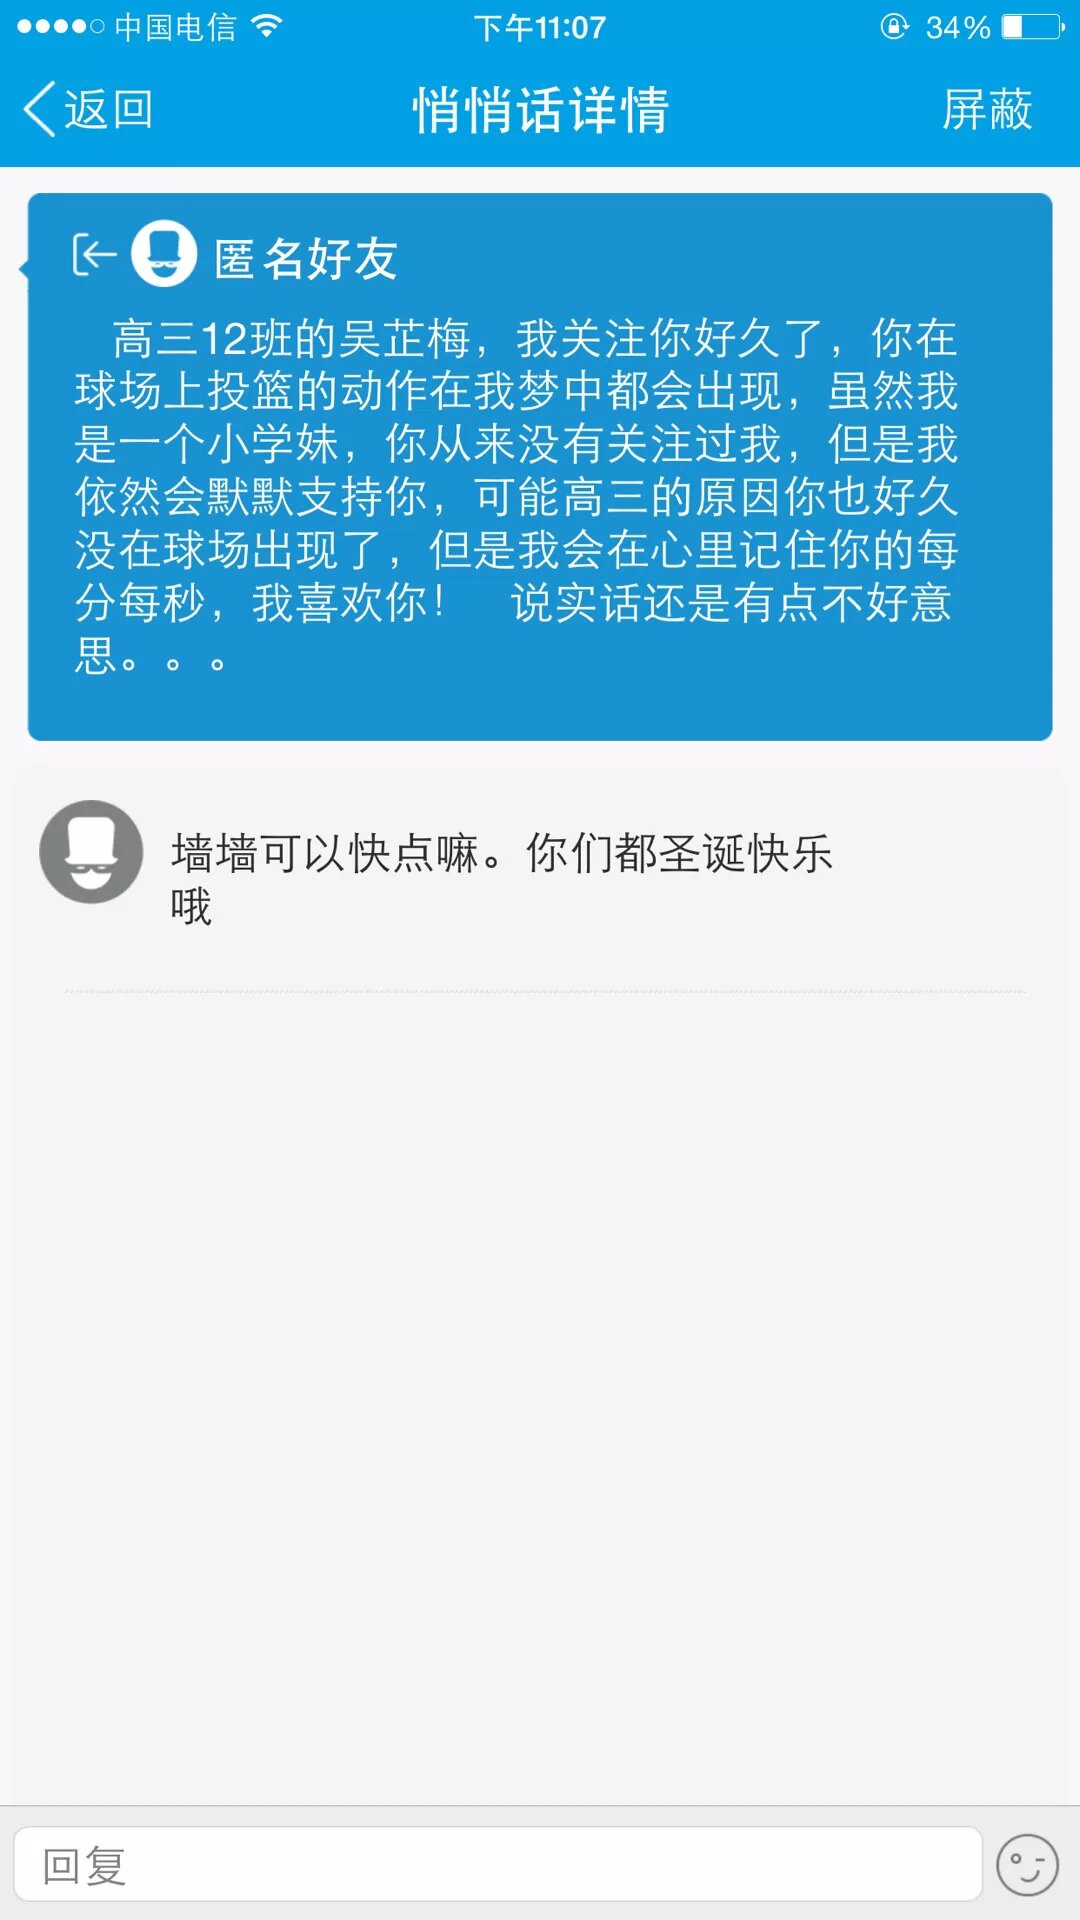 中国电信 下午11:07 34%
返回 悄悄话详情 屏蔽
匿名好友
高三12班的吴芷梅，我关注你好久了，你在
球场上投篮的动作在我梦中都会出现，虽然我
是一个小学妹，你从来没有关注过我，但是我
依然会默默支持你，可能高三的原因你也好久
没在球场出现了，但是我会在心里记住你的每
分每秒，我喜欢你！ 说实话还是有点不好意
思。。。
墙墙可以快点嘛。你们都圣诞快乐
哦
回复